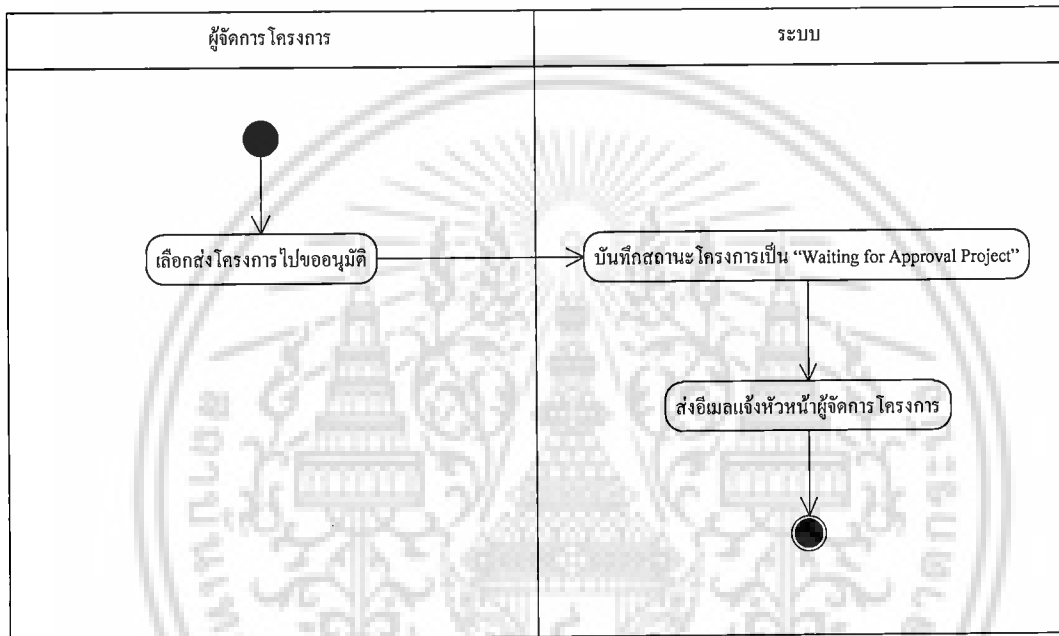 ผู้จัดการโครงการ
ระบบ
เลือกส่งโครงการไปขออนุมัติ
บันทึกสถานะโครงการเป็น “Waiting for Approval Project”
ส่งอีเมลแจ้งหัวหน้าผู้จัดการโครงการ